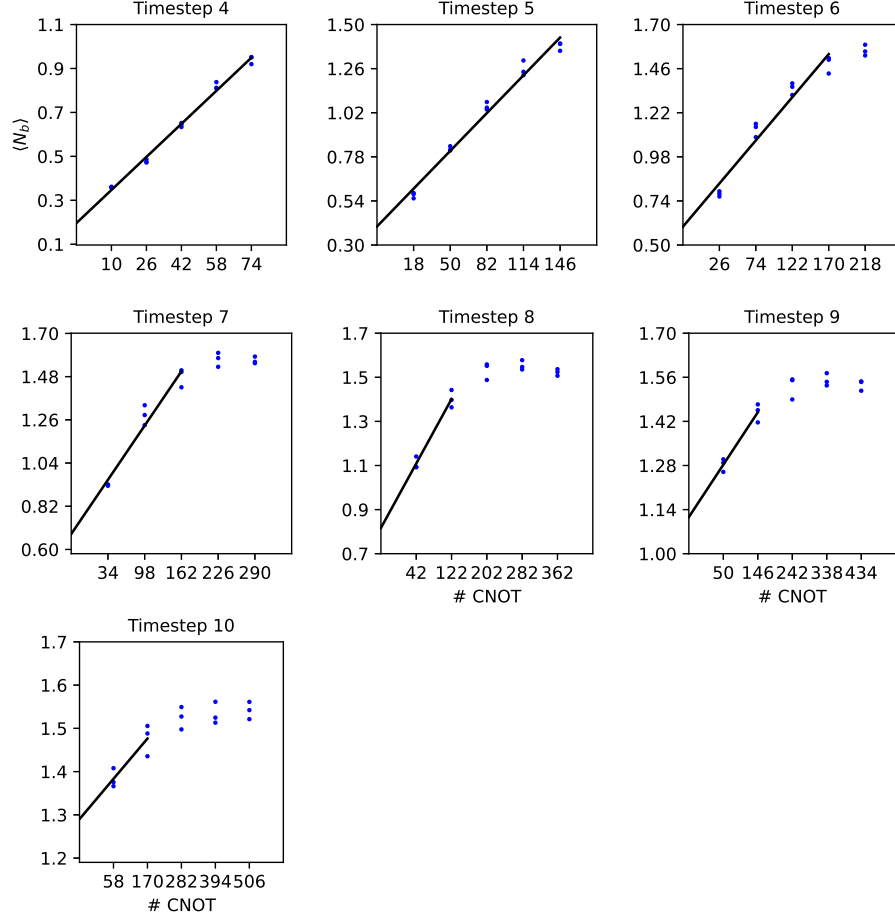 Timestep 4 Timestep 5 Timestep 6
1.1 1.50 1.70
0.9 1.26 1.46
0.7 1.02 1.22
⟨N_b⟩
0.5 0.78 0.98
0.3 0.54 0.74
0.1 0.30 0.50
10 26 42 58 74 18 50 82 114 146 26 74 122 170 218
Timestep 7 Timestep 8 Timestep 9
1.70 1.7 1.70
1.48 1.5 1.56
1.26 1.3 1.42
1.04 1.1 1.28
0.82 0.9 1.14
0.60 0.7 1.00
34 98 162 226 290 42 122 202 282 362 50 146 242 338 434
# CNOT # CNOT
Timestep 10
1.7
1.6
1.5
1.4
1.3
1.2
58 170 282 394 506
# CNOT